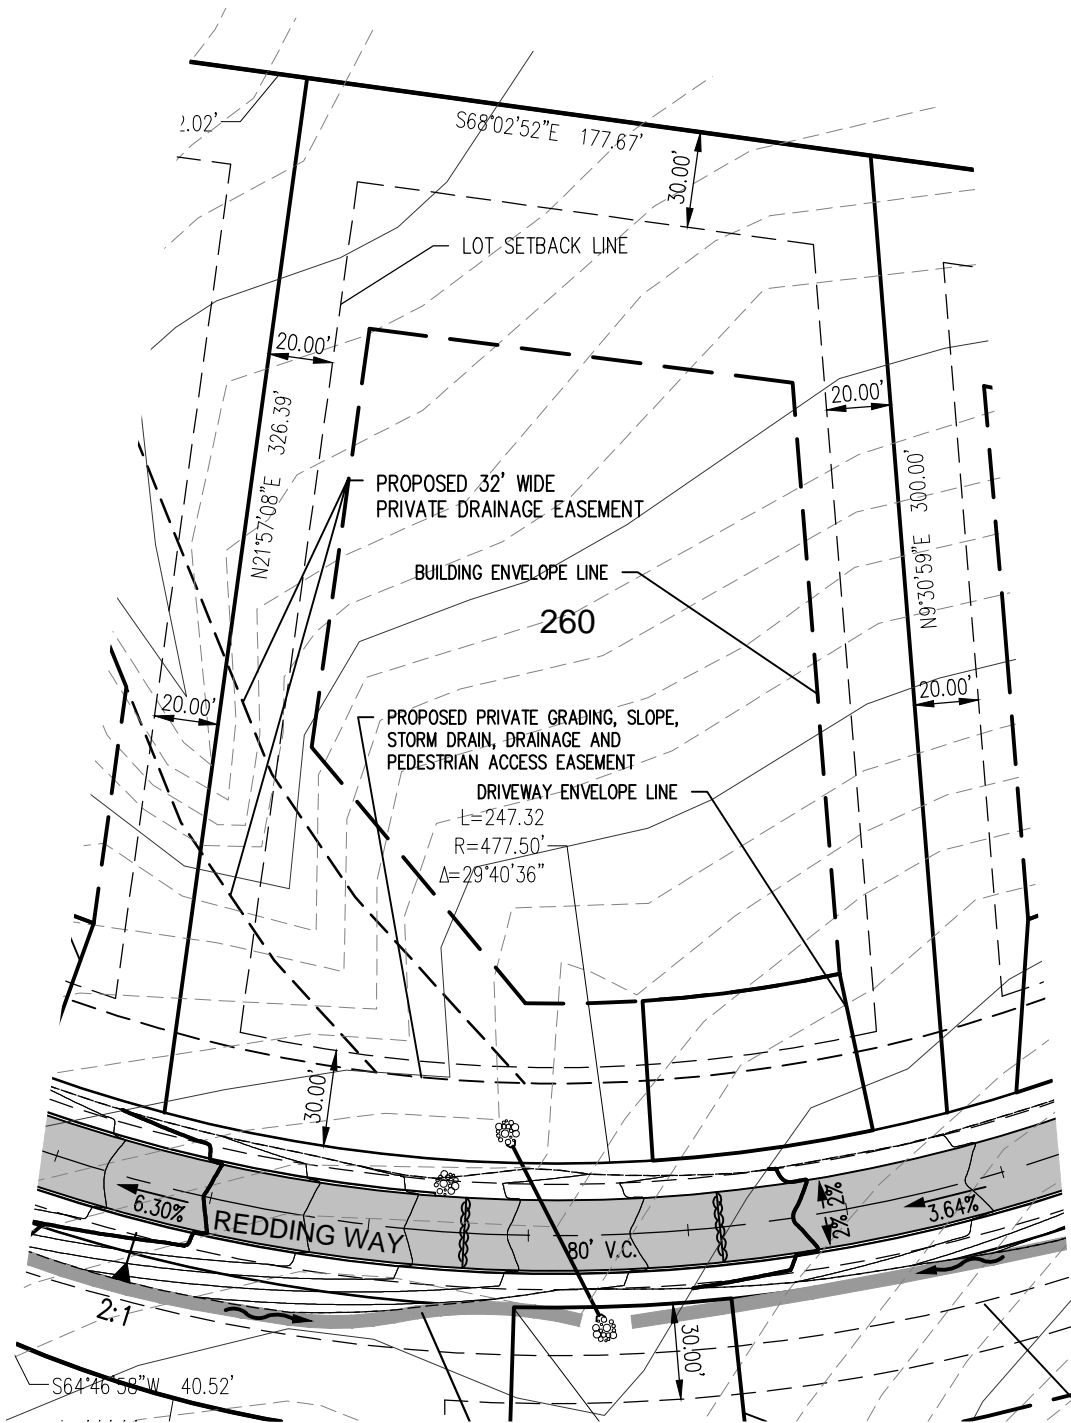 2.02'
S68°02'52"E 177.67'
30.00'
LOT SETBACK LINE
20.00'
20.00'
N21°57'08"E 326.39'
PROPOSED 32' WIDE
PRIVATE DRAINAGE EASEMENT
N9°30'59"E 300.00'
BUILDING ENVELOPE LINE
260
20.00'
20.00'
PROPOSED PRIVATE GRADING, SLOPE,
STORM DRAIN, DRAINAGE AND
PEDESTRIAN ACCESS EASEMENT
DRIVEWAY ENVELOPE LINE
L=247.32
R=477.50'
Δ=29°40'36"
30.00'
6.30%
REDDING WAY
80' V.C.
2%
2%
3.64%
2:1
30.00'
S64°46'58"W 40.52'